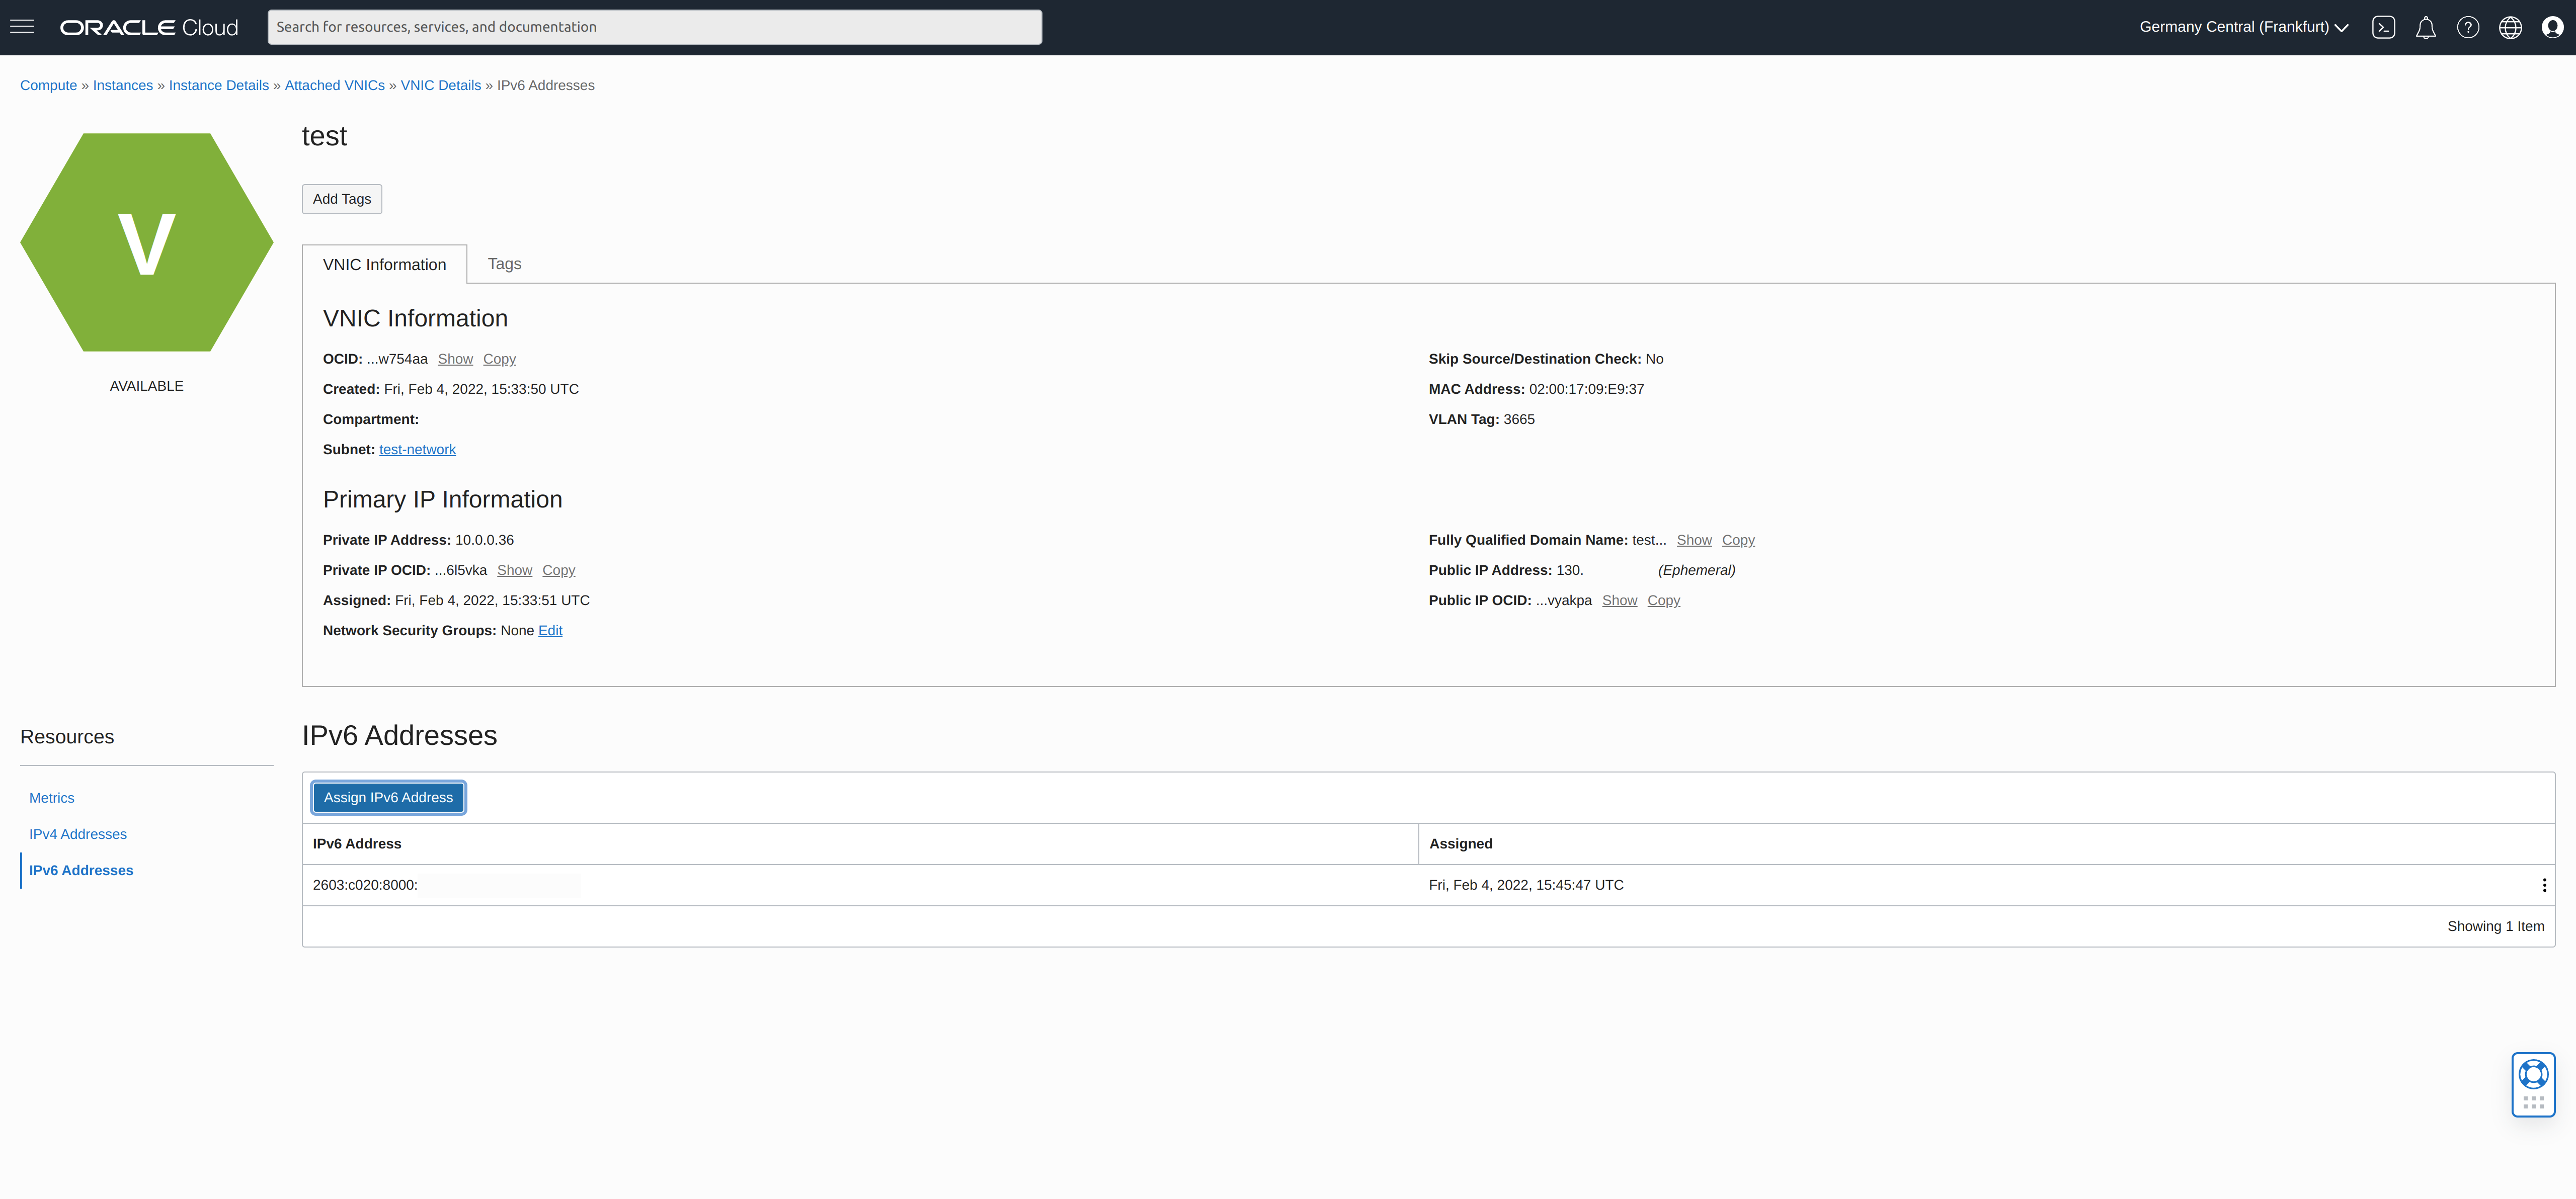 ORACLE Cloud
Search for resources, services, and documentation
Germany Central (Frankfurt)
Compute » Instances » Instance Details » Attached VNICs » VNIC Details » IPv6 Addresses
V
AVAILABLE
test
Add Tags
VNIC Information
Tags
VNIC Information
OCID: ...w754aa Show Copy
Created: Fri, Feb 4, 2022, 15:33:50 UTC
Compartment:
Subnet: test-network
Skip Source/Destination Check: No
MAC Address: 02:00:17:09:E9:37
VLAN Tag: 3665
Primary IP Information
Private IP Address: 10.0.0.36
Private IP OCID: ...6l5vka Show Copy
Assigned: Fri, Feb 4, 2022, 15:33:51 UTC
Network Security Groups: None Edit
Fully Qualified Domain Name: test... Show Copy
Public IP Address: 130. (Ephemeral)
Public IP OCID: ...vyakpa Show Copy
Resources
Metrics
IPv4 Addresses
IPv6 Addresses
IPv6 Addresses
Assign IPv6 Address
IPv6 Address Assigned
2603:c020:8000: Fri, Feb 4, 2022, 15:45:47 UTC
Showing 1 Item